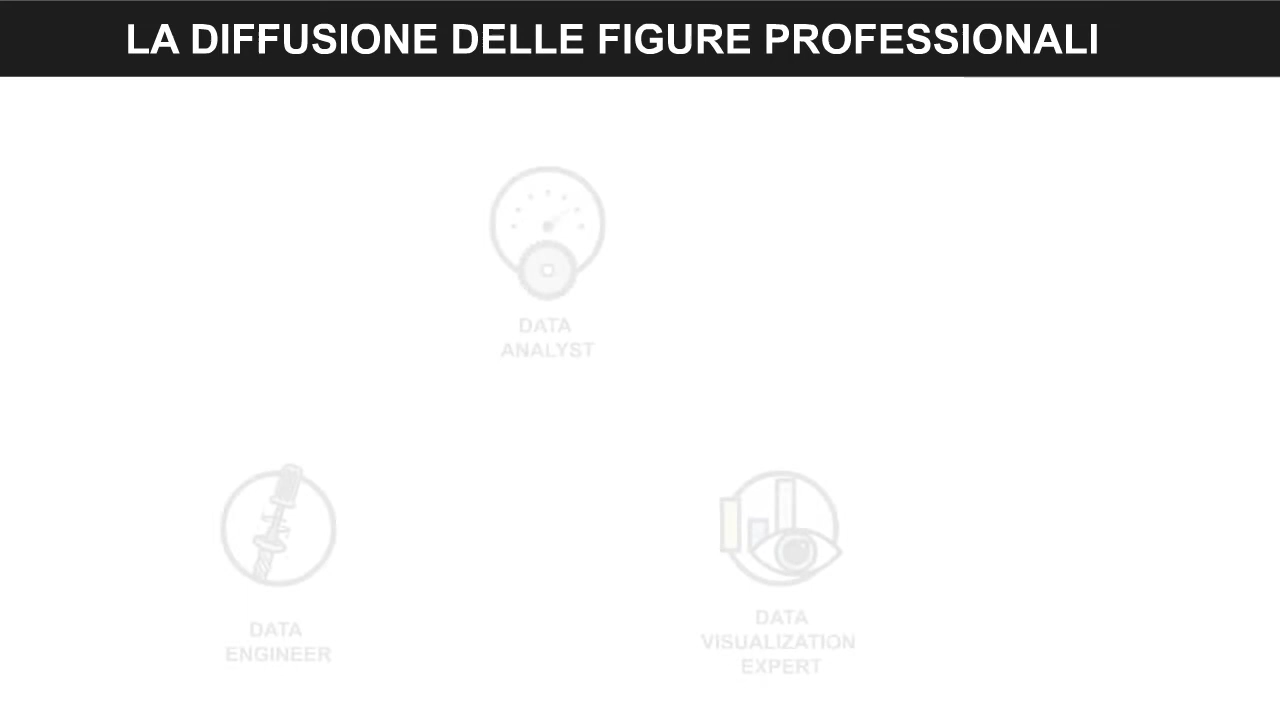 LA DIFFUSIONE DELLE FIGURE PROFESSIONALI
DATA
ANALYST
DATA
ENGINEER
DATA
VISUALIZATION
EXPERT